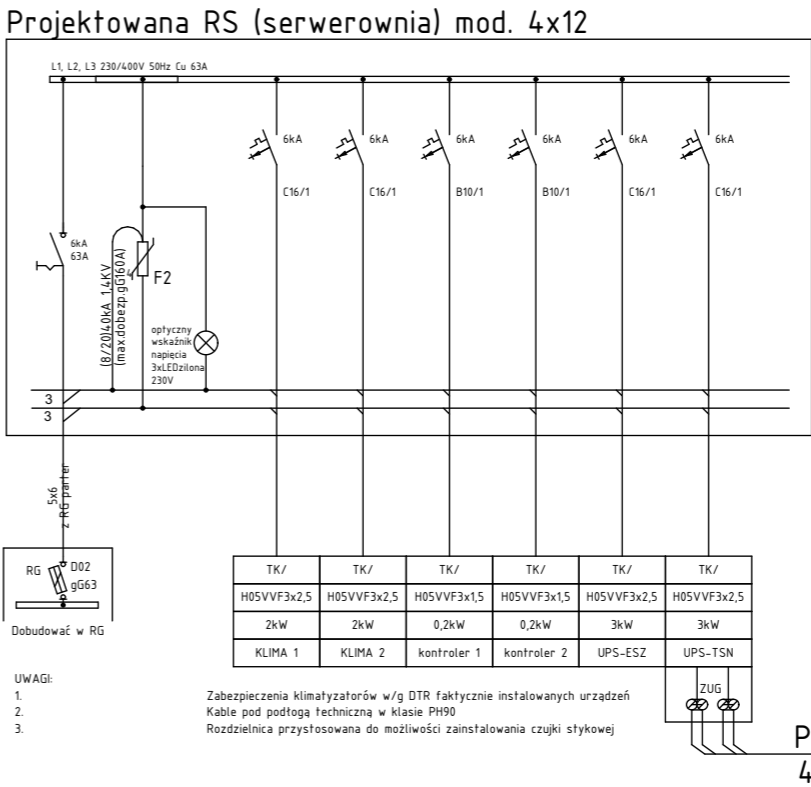 Projektowana RS (serwerownia) mod. 4x12
L1, L2, L3 230/400V 50Hz Cu 63A
6kA
6kA
6kA
6kA
6kA
6kA
C16/1
C16/1
B10/1
B10/1
C16/1
C16/1
6kA
63A
(8/20)40kA 1,4KV
(max.dobezp.gG160A)
F2
optyczny
wskaźnik
napięcia
3xLEDzilona
230V
3
3
5x6
z RG parter
RG
D02
gG63
Dobudować w RG
TK/
TK/
TK/
TK/
TK/
TK/
H05VVF3x2,5
H05VVF3x2,5
H05VVF3x1,5
H05VVF3x1,5
H05VVF3x2,5
H05VVF3x2,5
2kW
2kW
0,2kW
0,2kW
3kW
3kW
KLIMA 1
KLIMA 2
kontroler 1
kontroler 2
UPS-ESZ
UPS-TSN
ZUG
UWAGI:
1. Zabezpieczenia klimatyzatorów w/g DTR faktycznie instalowanych urządzeń
2. Kable pod podłogą techniczną w klasie PH90
3. Rozdzielnica przystosowana do możliwości zainstalowania czujki stykowej
P
4